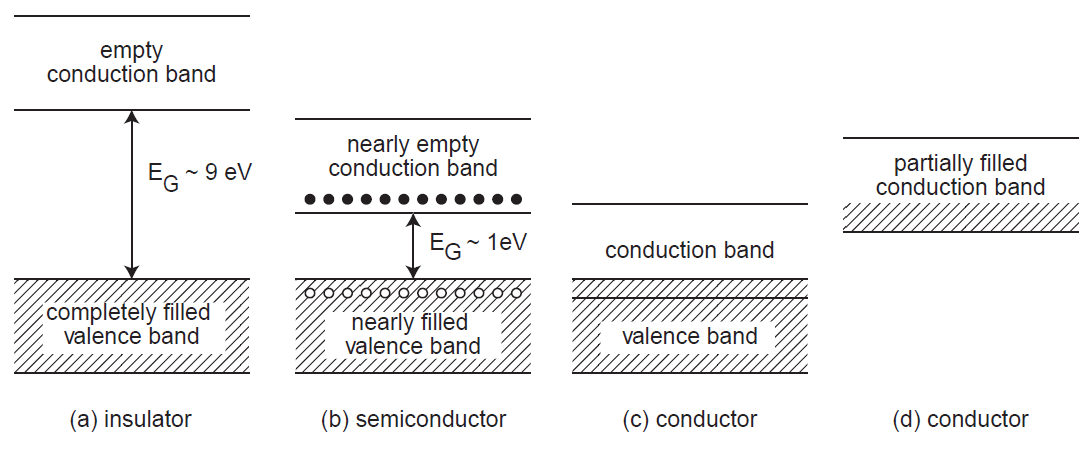 empty
conduction band
E_G ~ 9 eV
completely filled
valence band
(a) insulator
nearly empty
conduction band
E_G ~ 1eV
nearly filled
valence band
(b) semiconductor
conduction band
valence band
(c) conductor
partially filled
conduction band
(d) conductor